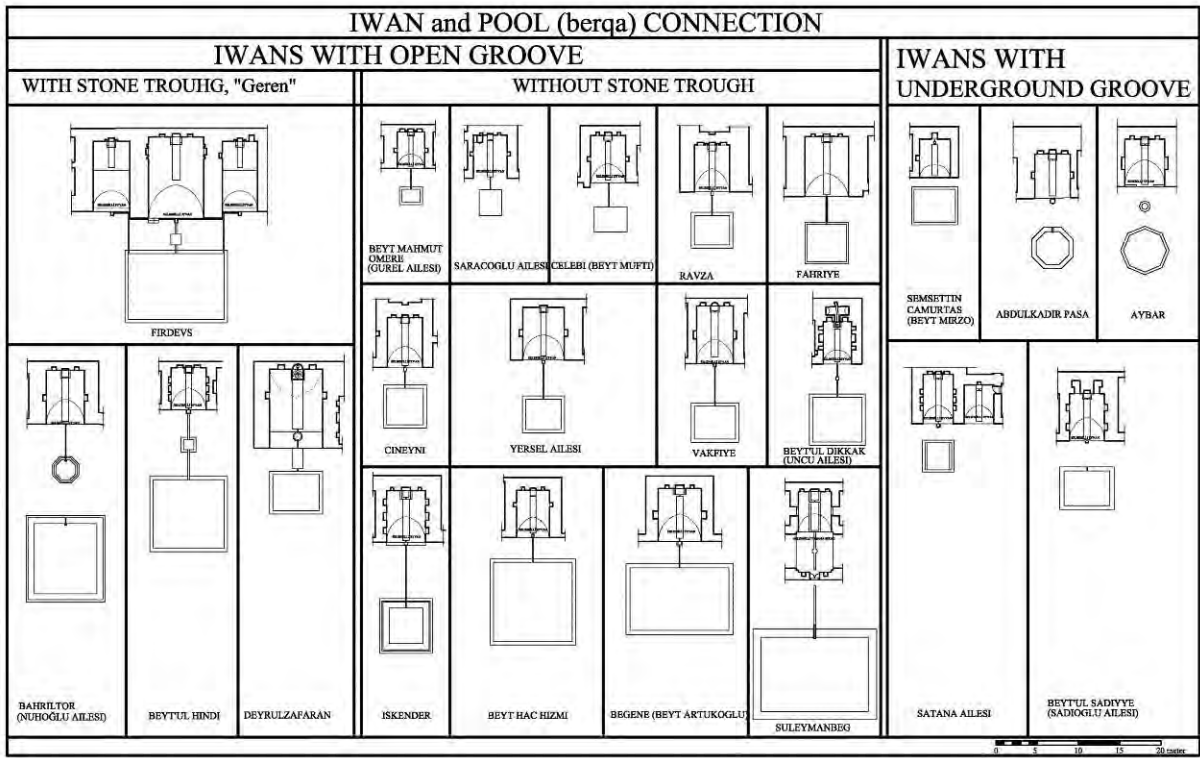 IWAN and POOL (berqa) CONNECTION
IWANS WITH OPEN GROOVE
WITH STONE TROUHG, "Geren"
FIRDEVS
BAHRILTOR
(NUHOĞLU AILESI)
BEYT'UL HINDI
DEYRULZAFARAN
WITHOUT STONE TROUGH
BEYT MAHMUT
OMERE
(GUREL AILESI)
SARACOGLU AILESI
CELEBI (BEYT MUFTI)
RAVZA
FAHRIYE
CINEYNI
YERSEL AILESI
VAKFIYE
BEYT'UL DIKKAK
(UNCU AILESI)
ISKENDER
BEYT HAC HIZMI
BEGENE (BEYT ARTUKOGLU)
SULEYMANBEG
IWANS WITH
UNDERGROUND GROOVE
SEMSETTIN
CAMURTAS
(BEYT MIRZO)
ABDULKADIR PASA
AYBAR
SATANA AILESI
BEYT'UL SADIYYE
(SADIOGLU AILESI)
0 5 10 15 20 meter